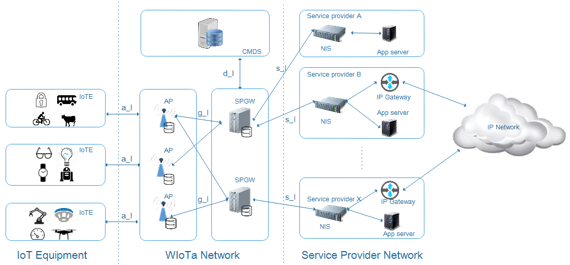 Service provider A
CMDS
NIS
App server
d_I
s_I
Service provider B
IoTE
a_I
AP
g_I
SPGW
s_I
NIS
IP Gateway
App server
IP Network
IoTE
a_I
AP
IoTE
a_I
AP
g_I
SPGW
s_I
Service provider X
NIS
IP Gateway
App server
IoT Equipment
WIoTa Network
Service Provider Network